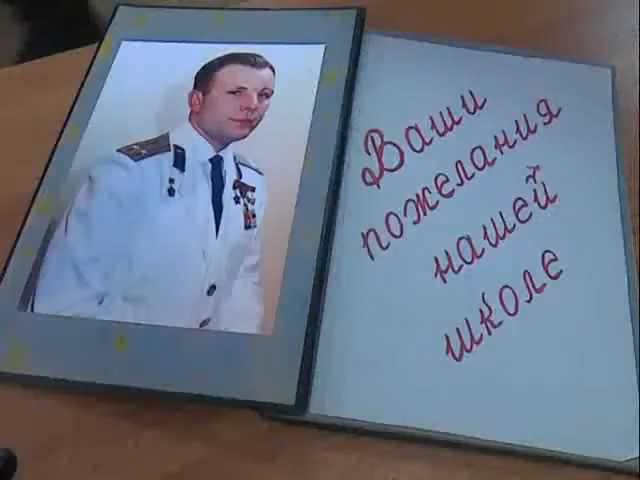 Ваши
пожелания
нашей
школе